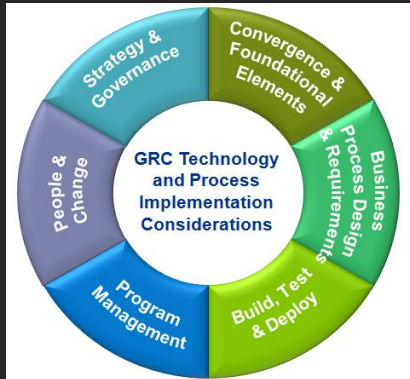 Strategy &
Governance
Convergence &
Foundational
Elements
Business
Process Design
& Requirements
Build, Test
& Deploy
Program
Management
People &
Change
GRC Technology
and Process
Implementation
Considerations